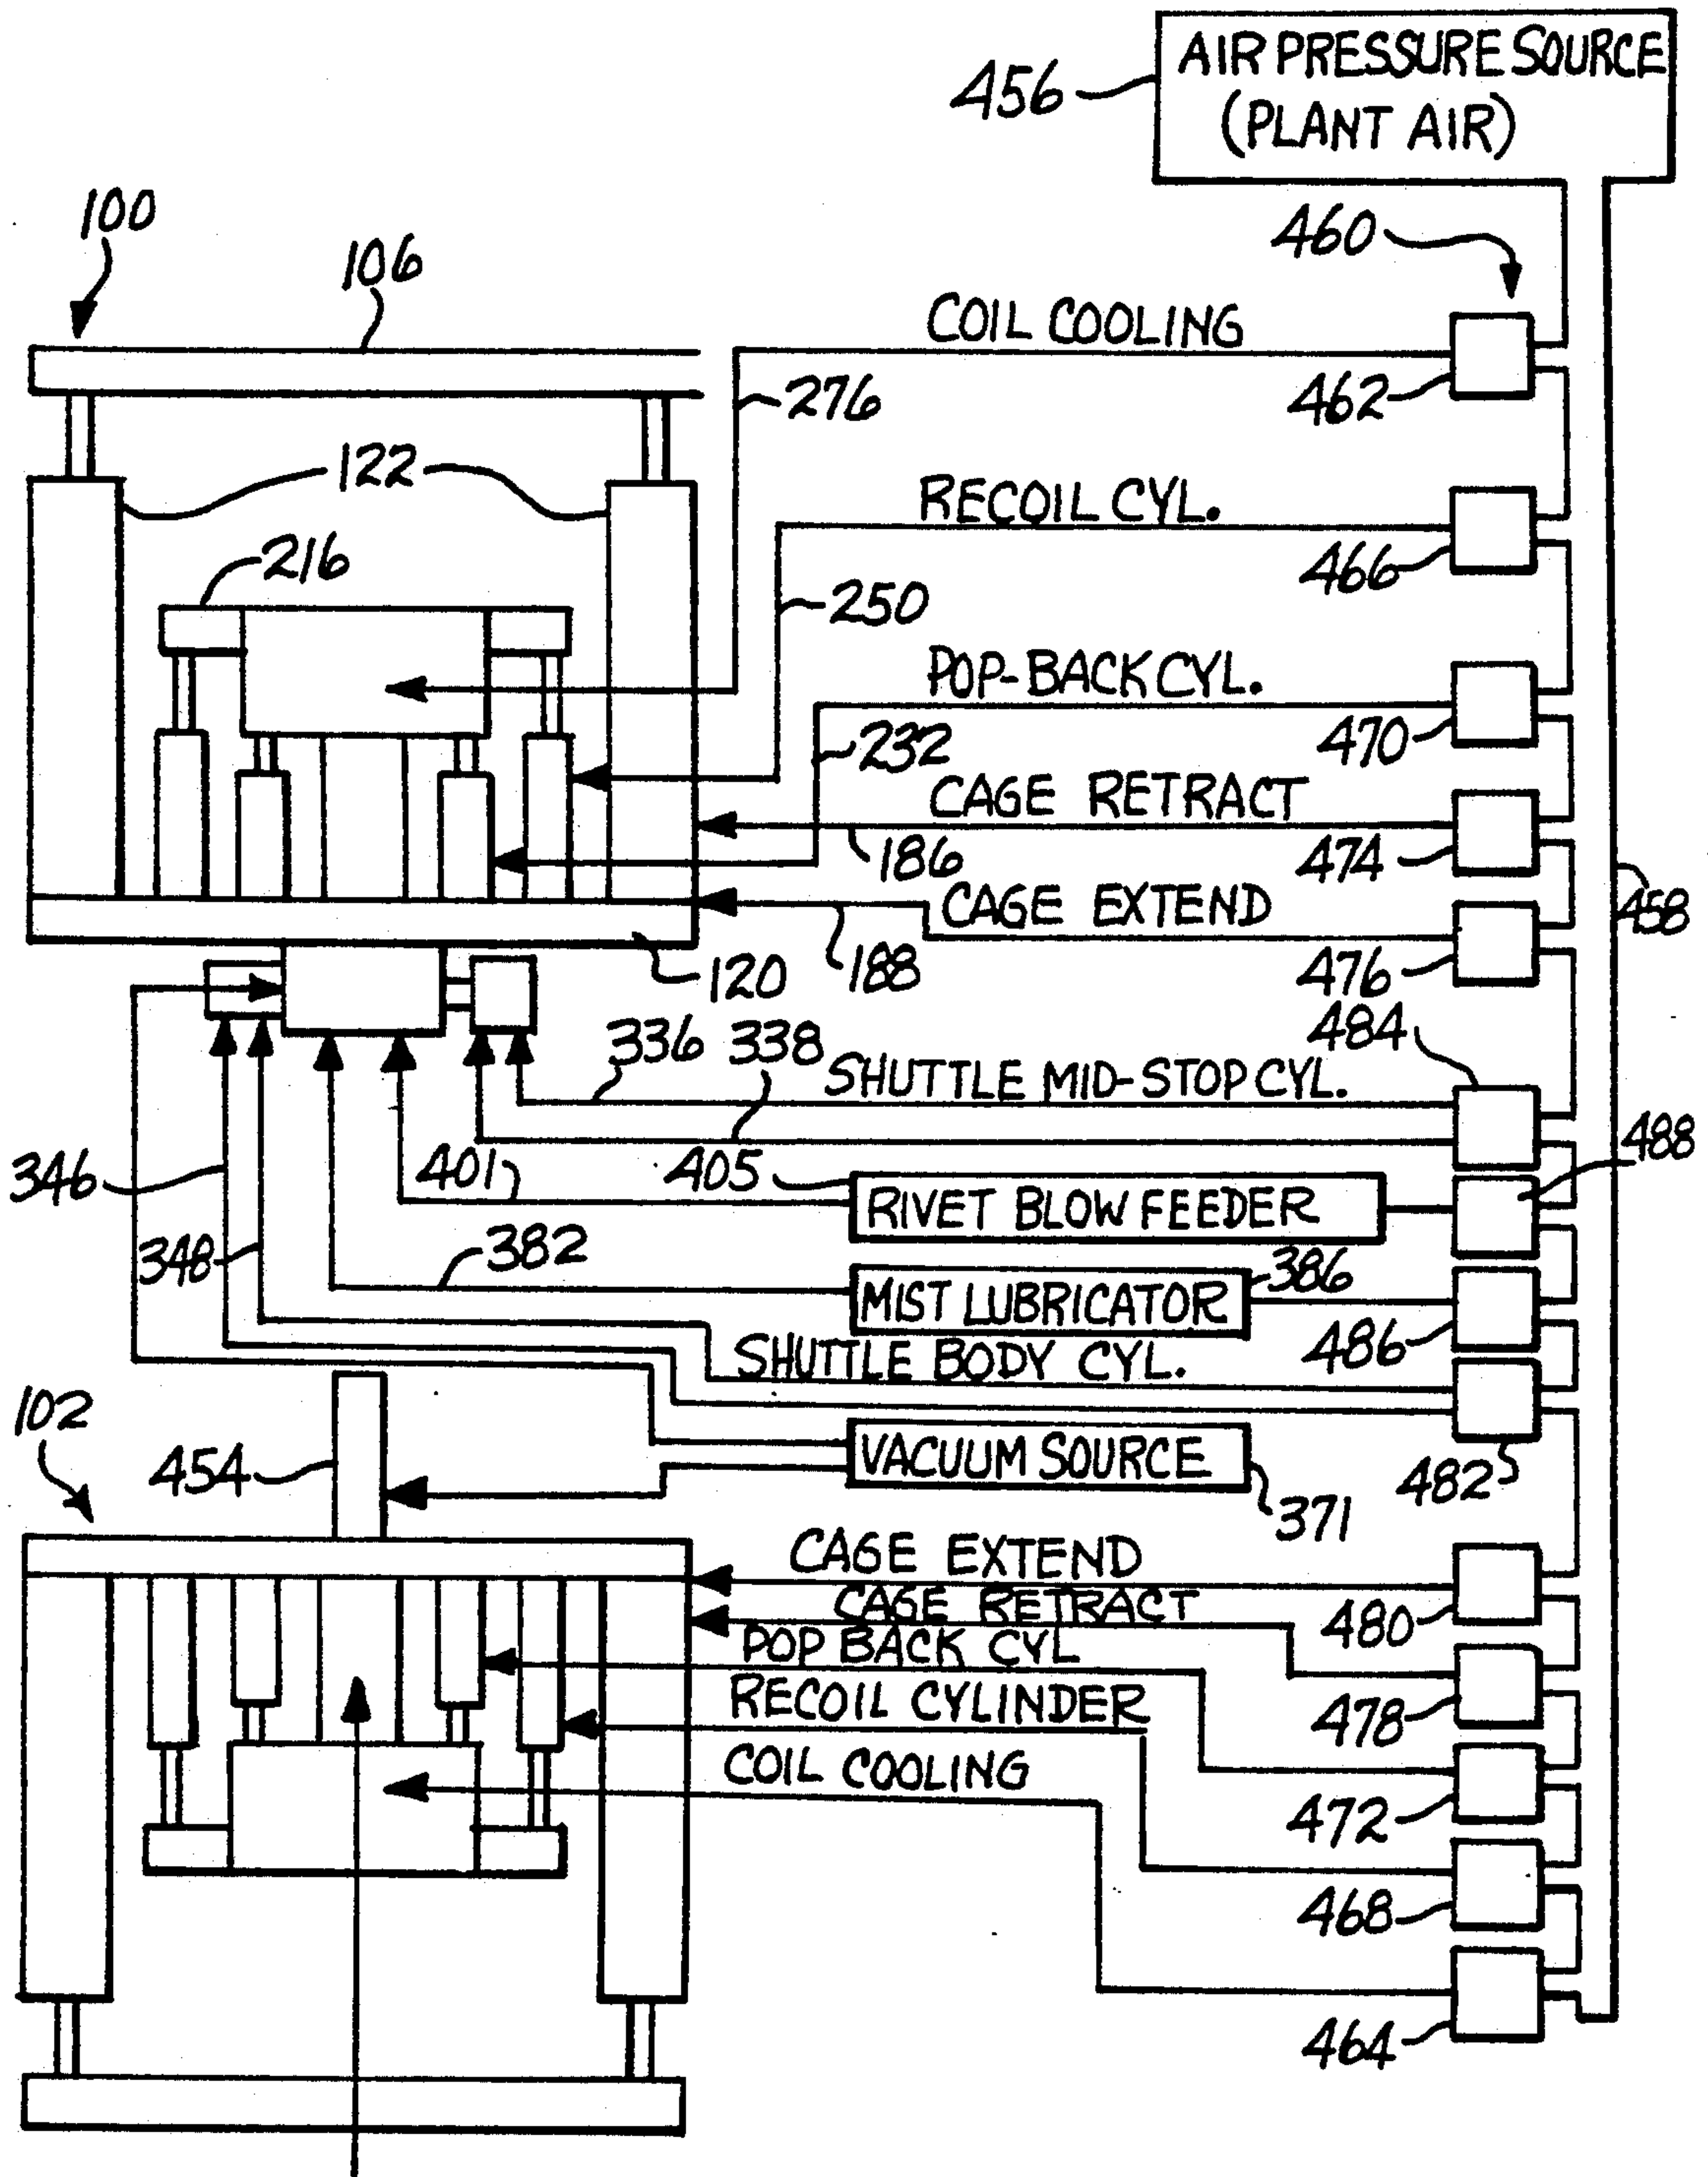 AIR PRESSURE SOURCE
(PLANT AIR)
456
100
106
460
COIL COOLING
276
462
122
RECOIL CYL.
466
216
250
POP-BACK CYL.
232
470
CAGE RETRACT
186
474
458
CAGE EXTEND
188
476
120
484
336
338
SHUTTLE MID-STOP CYL.
488
346
401
405
RIVET BLOW FEEDER
348
382
386
MIST LUBRICATOR
486
SHUTTLE BODY CYL.
102
454
VACUUM SOURCE
482
371
CAGE EXTEND
480
CAGE RETRACT
POP BACK CYL
478
RECOIL CYLINDER
COIL COOLING
472
468
464